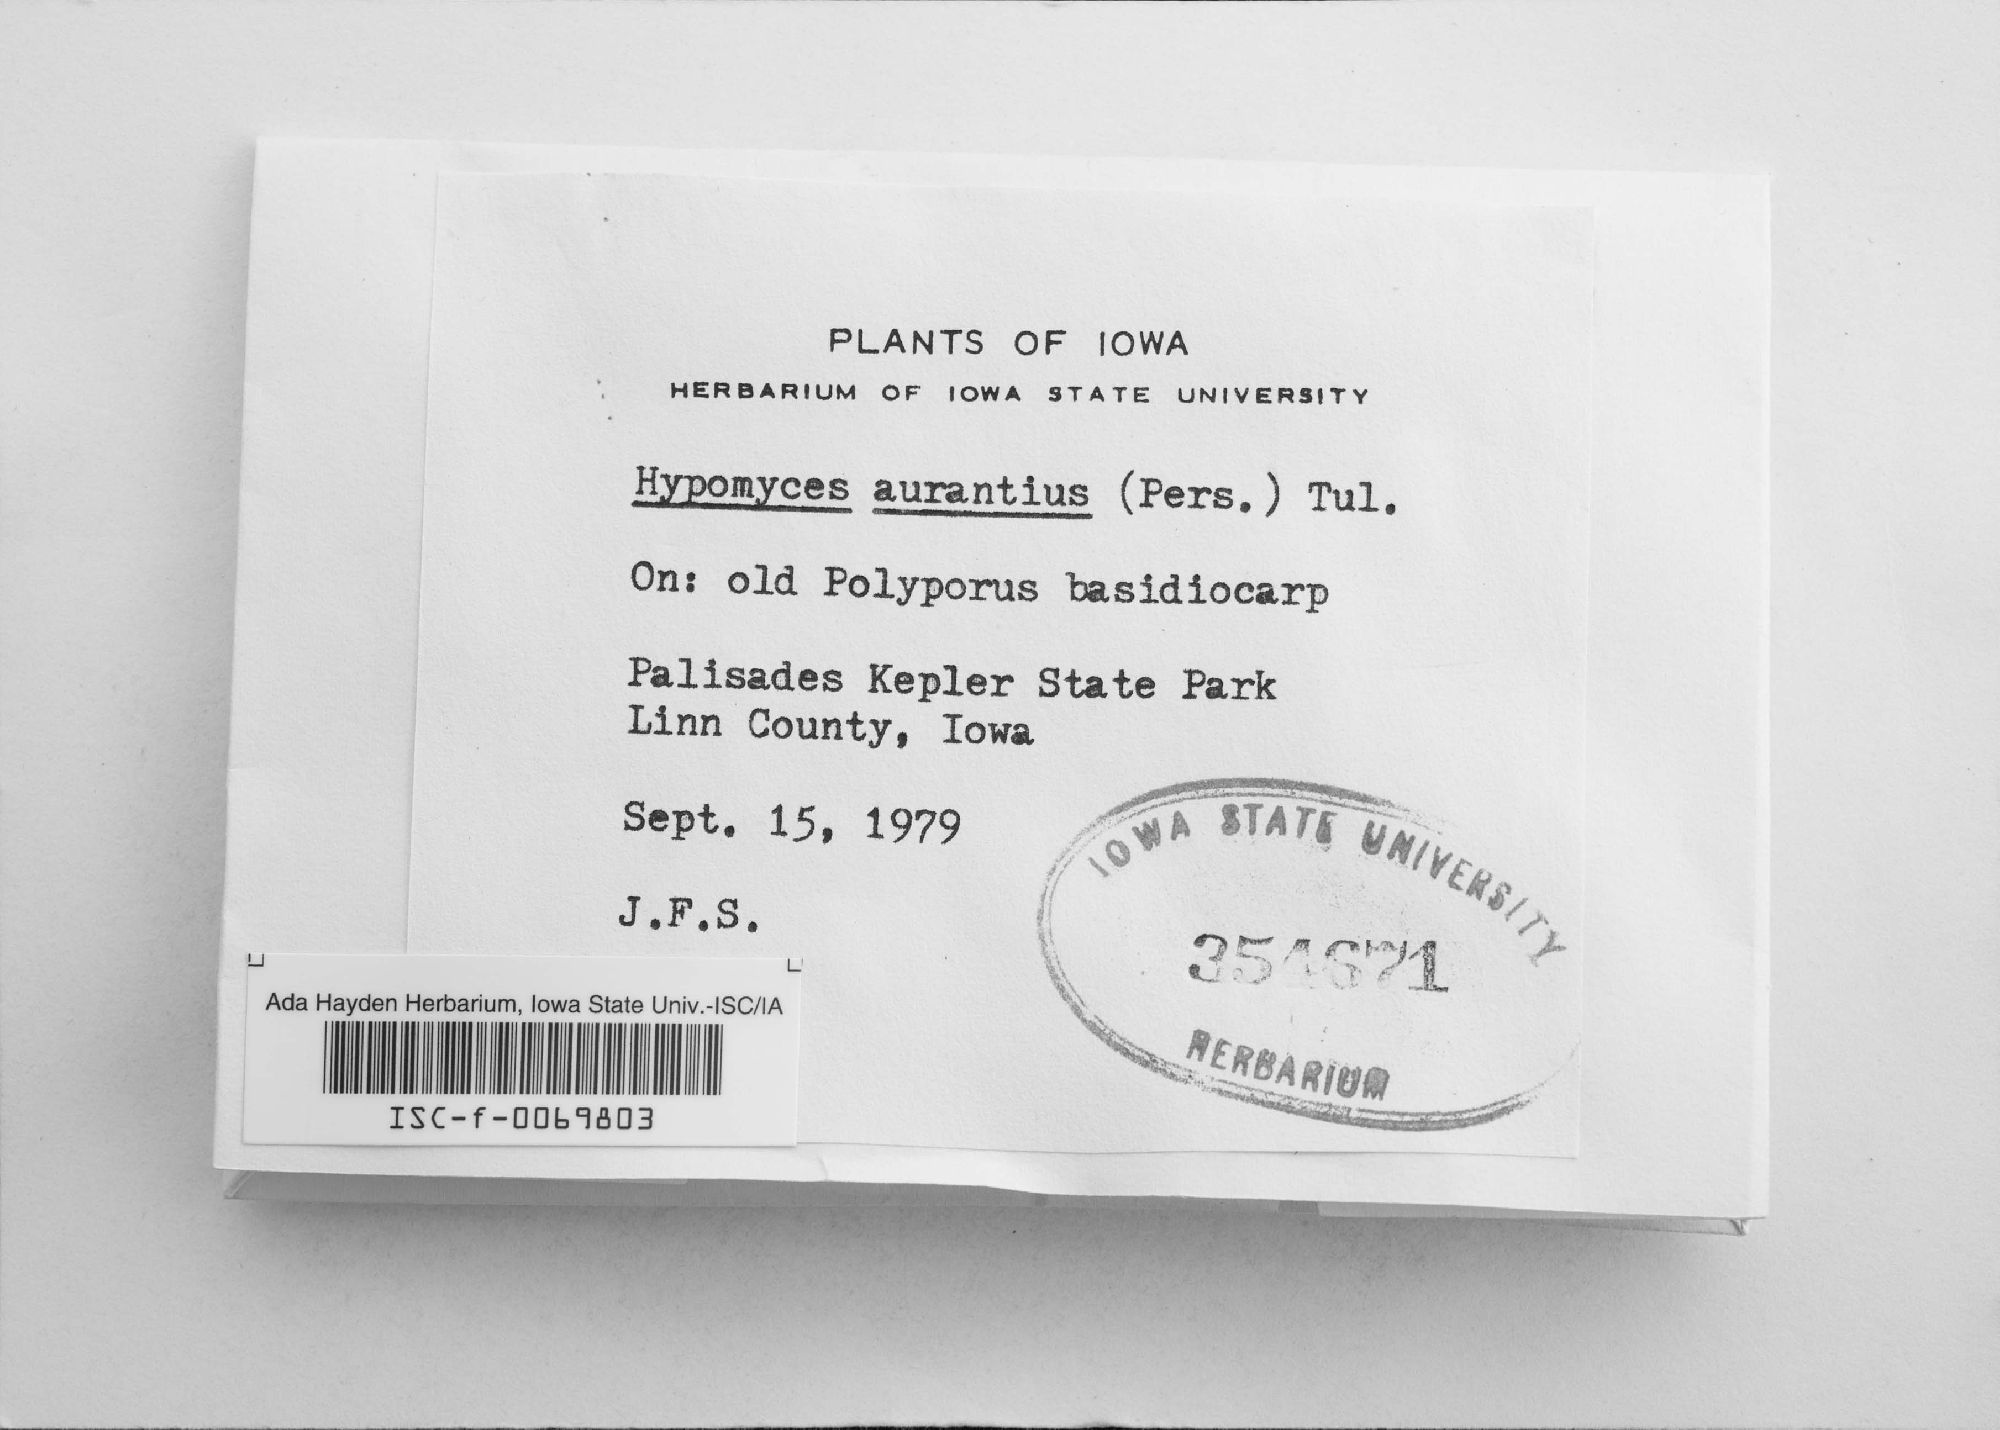 PLANTS OF IOWA
HERBARIUM OF IOWA STATE UNIVERSITY
Hypomyces aurantius (Pers.) Tul.
On: old Polyporus basidiocarp
Palisades Kepler State Park
Linn County, Iowa
Sept. 15, 1979
J.F.S.
IOWA STATE UNIVERSITY
354671
HERBARIUM
Ada Hayden Herbarium, Iowa State Univ.-ISC/IA
ISC-f-0069803